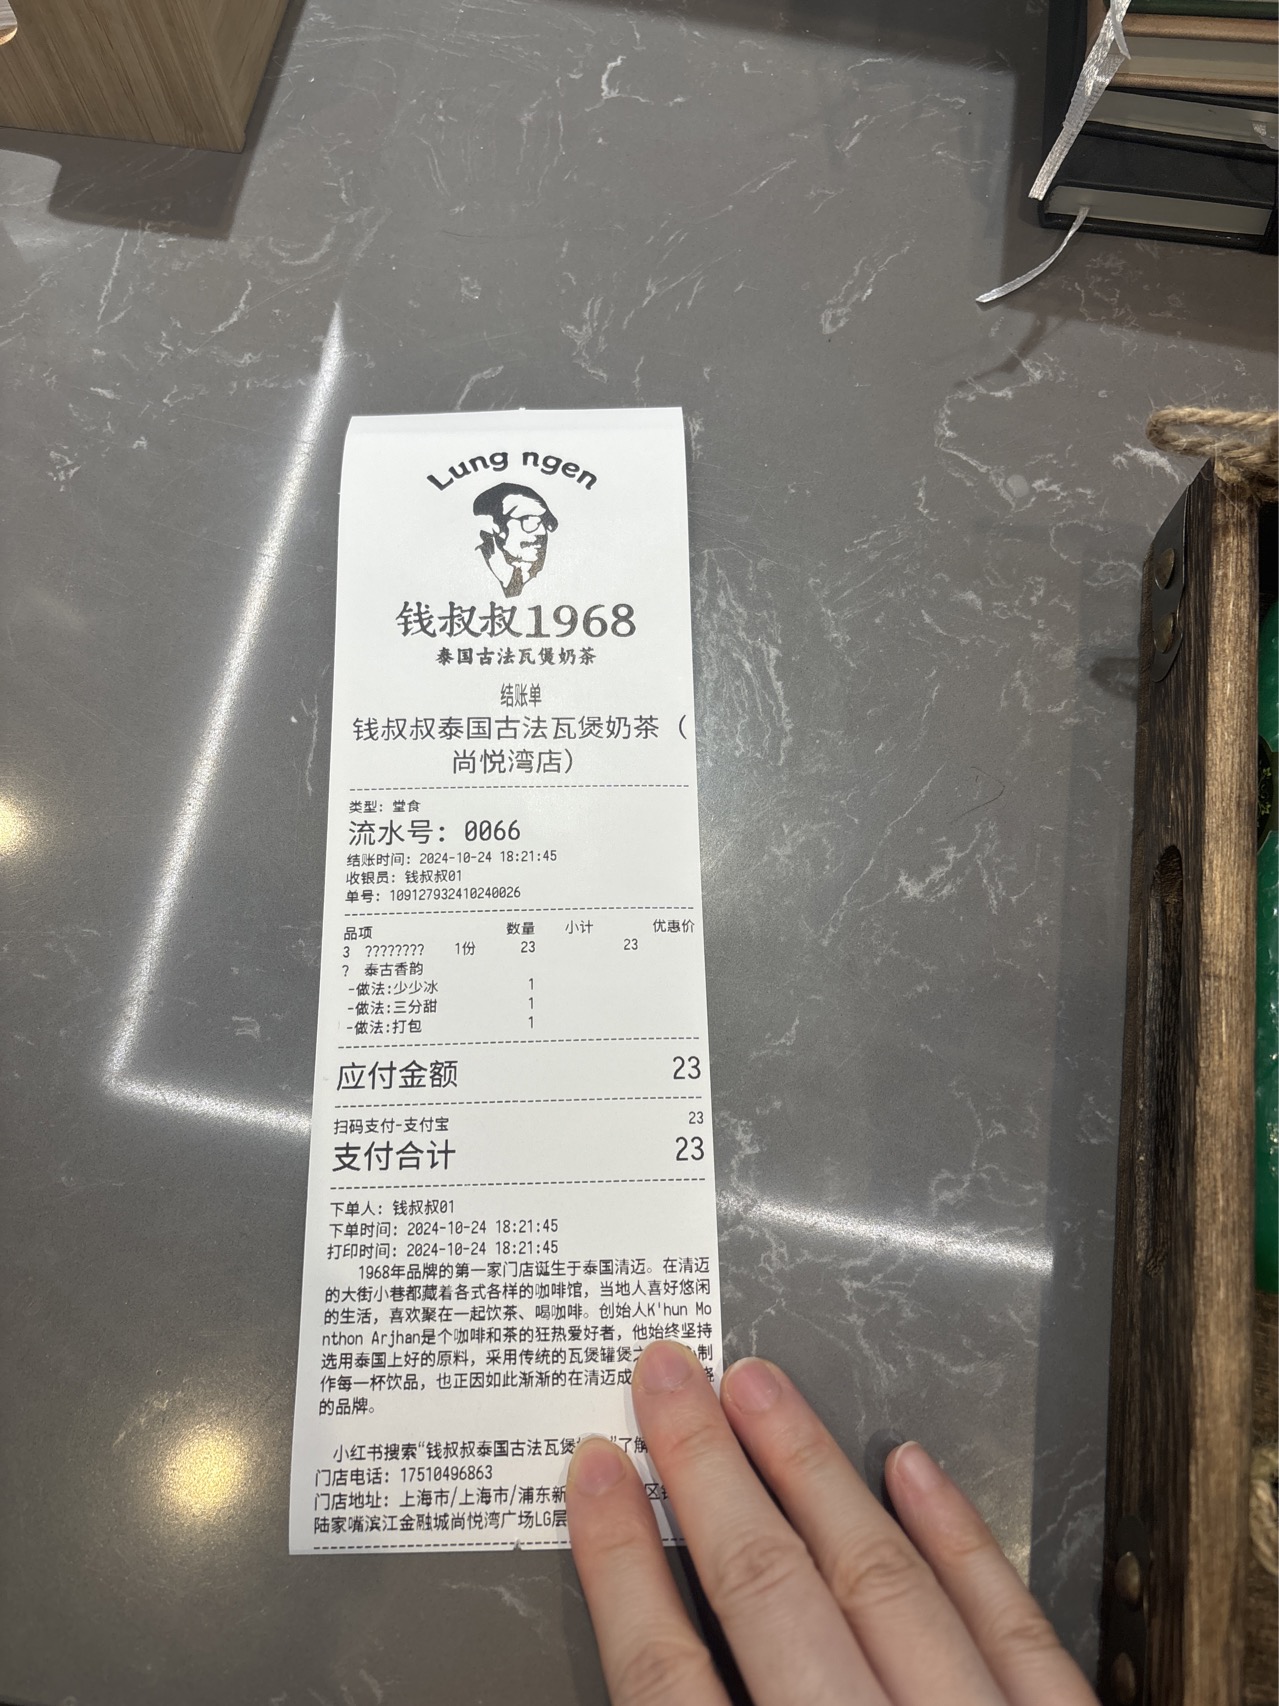 Lung ngen
钱叔叔1968
泰国古法瓦煲奶茶
结账单
钱叔叔泰国古法瓦煲奶茶（
尚悦湾店）
类型: 堂食
流水号: 0066
结账时间: 2024-10-24 18:21:45
收银员: 钱叔叔01
单号: 109127932410240026
品项 数量 小计 优惠价
3 ???????? 1份 23 23
? 泰古香韵
-做法:少少冰 1
-做法:三分甜 1
-做法:打包 1
应付金额 23
扫码支付-支付宝 23
支付合计 23
下单人: 钱叔叔01
下单时间: 2024-10-24 18:21:45
打印时间: 2024-10-24 18:21:45
1968年品牌的第一家门店诞生于泰国清迈。在清迈
的大街小巷都藏着各式各样的咖啡馆，当地人喜好悠闲
的生活，喜欢聚在一起饮茶、喝咖啡。创始人K'hun Mo
nthon Arjhan是个咖啡和茶的狂热爱好者，他始终坚持
选用泰国上好的原料，采用传统的瓦煲罐煲 制
作每一杯饮品，也正因如此渐渐的在清迈成
的品牌。
小红书搜索“钱叔叔泰国古法瓦煲 ”了解
门店电话: 17510496863
门店地址: 上海市/上海市/浦东新 区
陆家嘴滨江金融城尚悦湾广场LG层